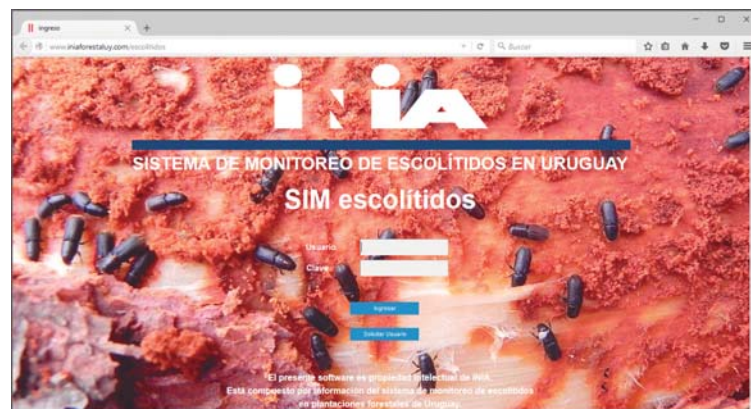 Ingreso
www.iniaforestaluy.com/escolitidos
Buscar
INIA
SISTEMA DE MONITOREO DE ESCOLÍTIDOS EN URUGUAY
SIM escolítidos
Usuario
Clave
Ingresar
Solicitar Usuario
El presente software es propiedad intelectual de INIA.
Está compuesto por información del sistema de monitoreo de escolítidos
en plantaciones forestales de Uruguay.